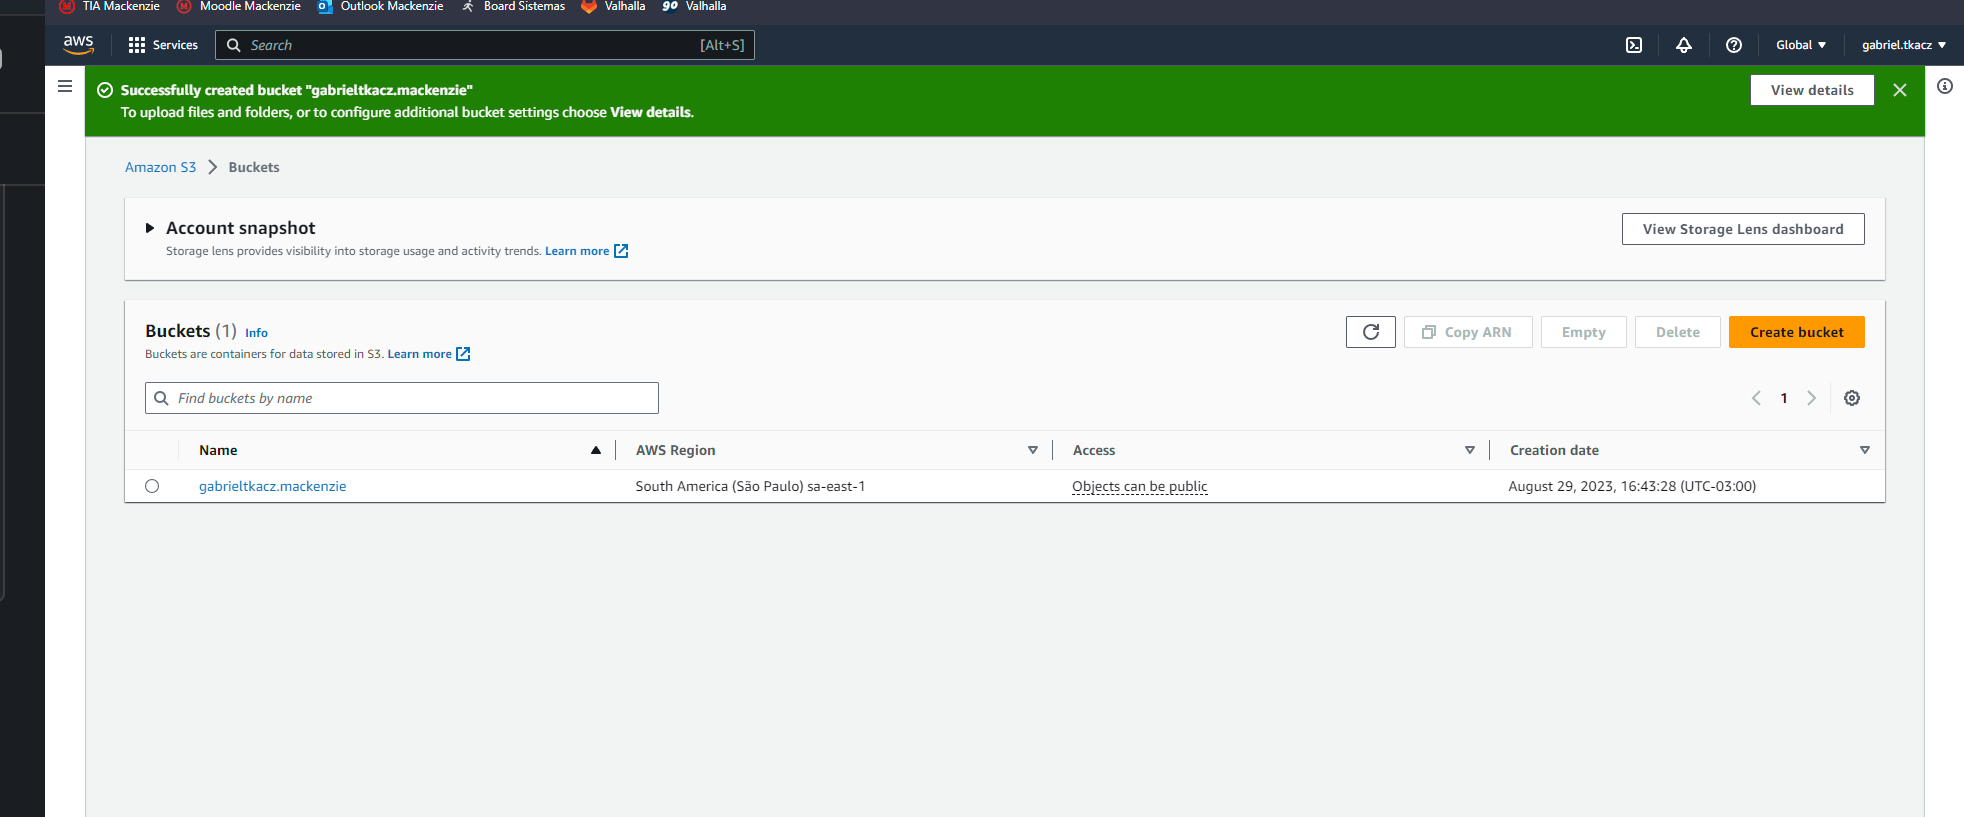 TIA Mackenzie Moodle Mackenzie Outlook Mackenzie Board Sistemas Valhalla go Valhalla
aws Services Search [Alt+S] Global gabriel.tkacz
Successfully created bucket "gabrieltkacz.mackenzie"
To upload files and folders, or to configure additional bucket settings choose View details.
View details
Amazon S3 Buckets
Account snapshot
Storage lens provides visibility into storage usage and activity trends. Learn more
View Storage Lens dashboard
Buckets (1) Info
Buckets are containers for data stored in S3. Learn more
Copy ARN Empty Delete Create bucket
Find buckets by name
1
Name AWS Region Access Creation date
gabrieltkacz.mackenzie South America (São Paulo) sa-east-1 Objects can be public August 29, 2023, 16:43:28 (UTC-03:00)